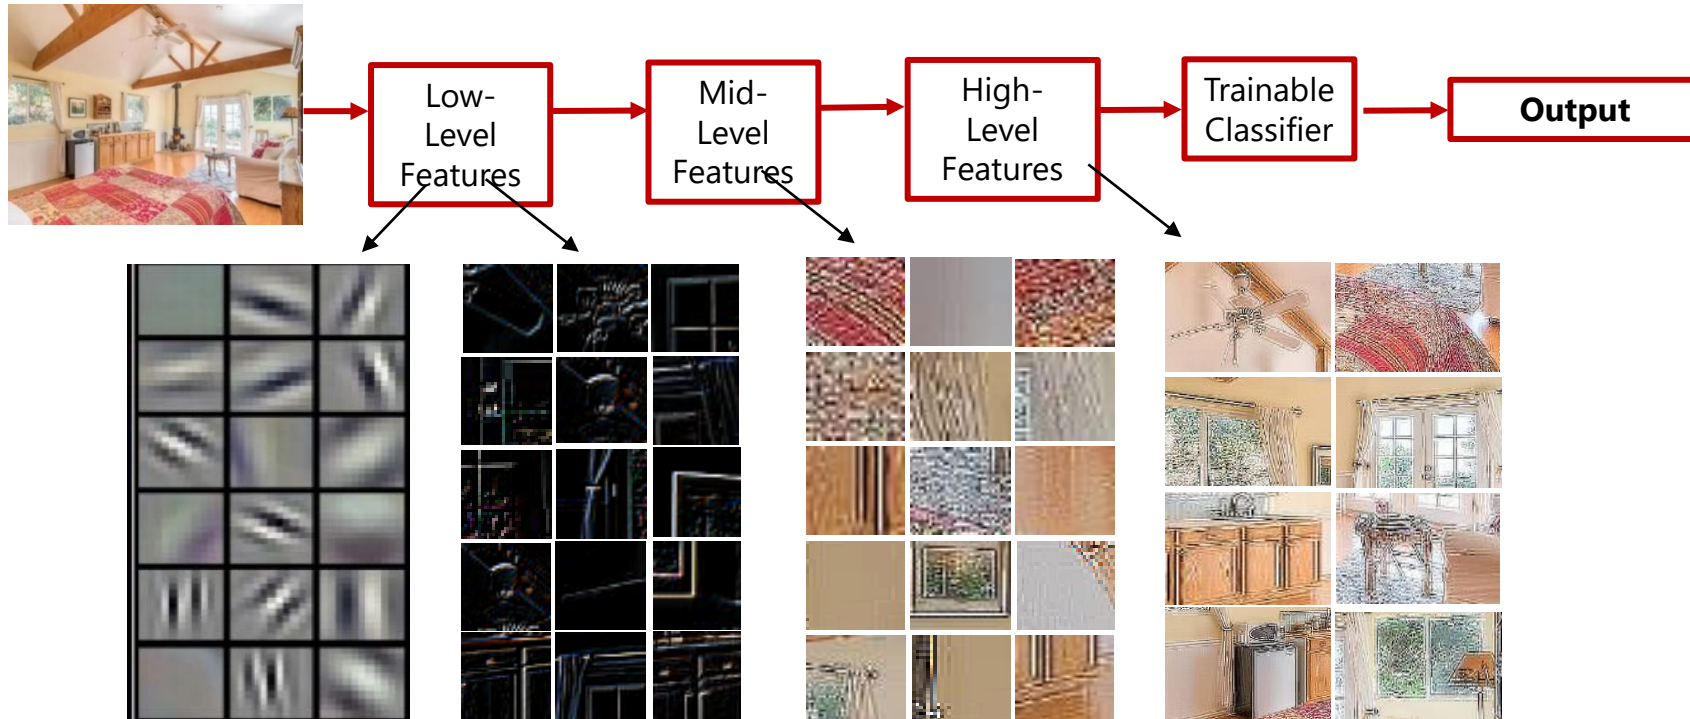 Low-
Level
Features
Mid-
Level
Features
High-
Level
Features
Trainable
Classifier
Output